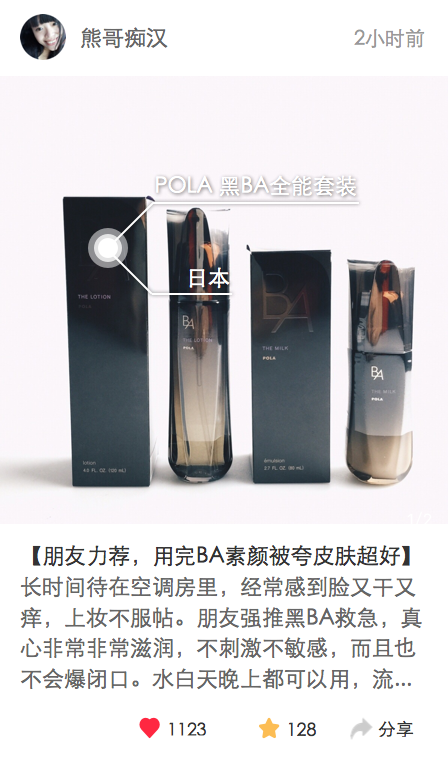 熊哥痴汉
2小时前
POLA 黑BA全能套装
日本
THE LOTION
POLA
lotion
BA
THE LOTION
POLA
BA
THE MILK
POLA
emulsion
BA
THE MILK
POLA
1/2
【朋友力荐，用完BA素颜被夸皮肤超好】
长时间待在空调房里，经常感到脸又干又
痒，上妆不服帖。朋友强推黑BA救急，真
心非常非常滋润，不刺激不敏感，而且也
不会爆闭口。水白天晚上都可以用，流...
1123
128
分享